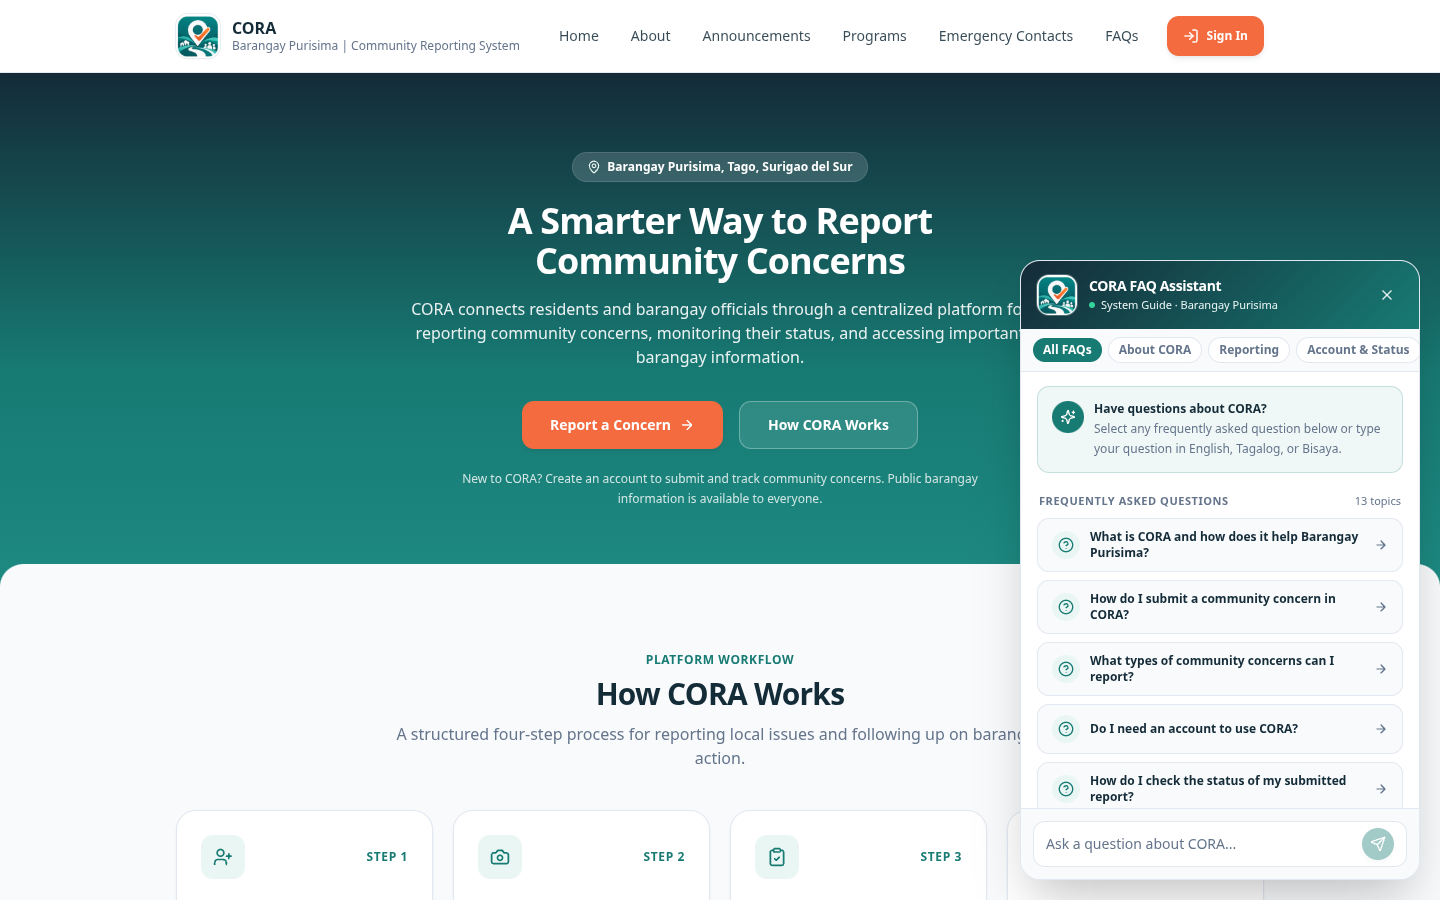 CORA
Barangay Purisima | Community Reporting System
Home
About
Announcements
Programs
Emergency Contacts
FAQs
Sign In
Barangay Purisima, Tago, Surigao del Sur
A Smarter Way to Report
Community Concerns
CORA connects residents and barangay officials through a centralized platform
reporting community concerns, monitoring their status, and accessing important
barangay information.
Report a Concern
How CORA Works
New to CORA? Create an account to submit and track community concerns. Public barangay
information is available to everyone.
PLATFORM WORKFLOW
How CORA Works
A structured four-step process for reporting local issues and following up on
action.
STEP 1
STEP 2
STEP 3
CORA FAQ Assistant
System Guide · Barangay Purisima
All FAQs
About CORA
Reporting
Account & Status
Have questions about CORA?
Select any frequently asked question below or type
your question in English, Tagalog, or Bisaya.
FREQUENTLY ASKED QUESTIONS
13 topics
What is CORA and how does it help Barangay
Purisima?
How do I submit a community concern in
CORA?
What types of community concerns can I
report?
Do I need an account to use CORA?
How do I check the status of my submitted
report?
Ask a question about CORA...